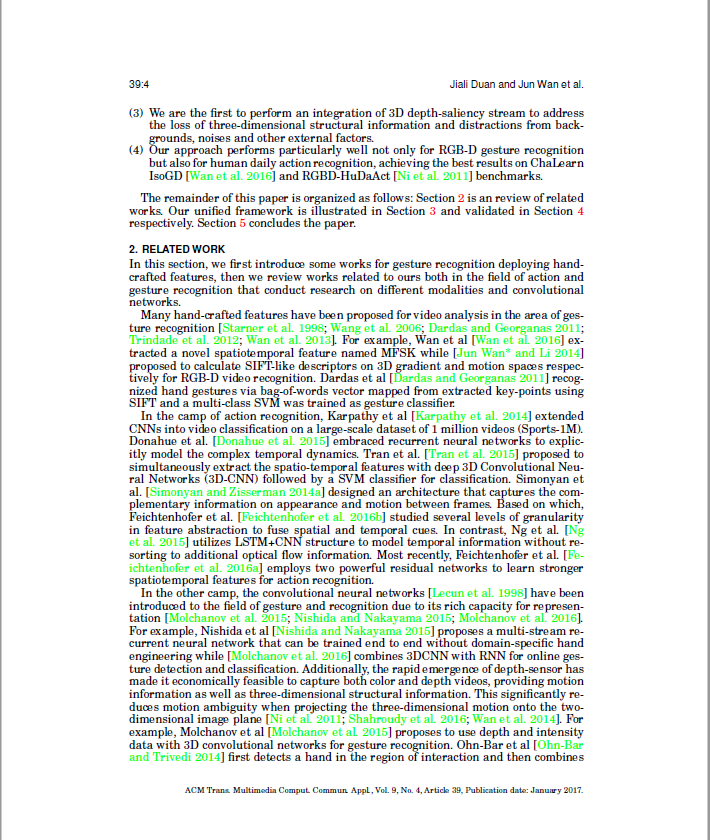 39:4
Jiali Duan and Jun Wan et al.
(3) We are the first to perform an integration of 3D depth-saliency stream to address
the loss of three-dimensional structural information and distractions from back-
grounds, noises and other external factors.
(4) Our approach performs particularly well not only for RGB-D gesture recognition
but also for human daily action recognition, achieving the best results on ChaLearn
IsoGD [Wan et al. 2016] and RGBD-HuDaAct [Ni et al. 2011] benchmarks.
The remainder of this paper is organized as follows: Section 2 is an review of related
works. Our unified framework is illustrated in Section 3 and validated in Section 4
respectively. Section 5 concludes the paper.
2. RELATED WORK
In this section, we first introduce some works for gesture recognition deploying hand-
crafted features, then we review works related to ours both in the field of action and
gesture recognition that conduct research on different modalities and convolutional
networks.
Many hand-crafted features have been proposed for video analysis in the area of ges-
ture recognition [Starner et al. 1998; Wang et al. 2006; Dardas and Georganas 2011;
Trindade et al. 2012; Wan et al. 2013]. For example, Wan et al [Wan et al. 2016] ex-
tracted a novel spatiotemporal feature named MFSK while [Jun Wan* and Li 2014]
proposed to calculate SIFT-like descriptors on 3D gradient and motion spaces respec-
tively for RGB-D video recognition. Dardas et al [Dardas and Georganas 2011] recog-
nized hand gestures via bag-of-words vector mapped from extracted key-points using
SIFT and a multi-class SVM was trained as gesture classifier.
In the camp of action recognition, Karpathy et al [Karpathy et al. 2014] extended
CNNs into video classification on a large-scale dataset of 1 million videos (Sports-1M).
Donahue et al. [Donahue et al. 2015] embraced recurrent neural networks to explic-
itly model the complex temporal dynamics. Tran et al. [Tran et al. 2015] proposed to
simultaneously extract the spatio-temporal features with deep 3D Convolutional Neu-
ral Networks (3D-CNN) followed by a SVM classifier for classification. Simonyan et
al. [Simonyan and Zisserman 2014a] designed an architecture that captures the com-
plementary information on appearance and motion between frames. Based on which,
Feichtenhofer et al. [Feichtenhofer et al. 2016b] studied several levels of granularity
in feature abstraction to fuse spatial and temporal cues. In contrast, Ng et al. [Ng
et al. 2015] utilizes LSTM+CNN structure to model temporal information without re-
sorting to additional optical flow information. Most recently, Feichtenhofer et al. [Fe-
ichtenhofer et al. 2016a] employs two powerful residual networks to learn stronger
spatiotemporal features for action recognition.
In the other camp, the convolutional neural networks [Lecun et al. 1998] have been
introduced to the field of gesture and recognition due to its rich capacity for represen-
tation [Molchanov et al. 2015; Nishida and Nakayama 2015; Molchanov et al. 2016].
For example, Nishida et al [Nishida and Nakayama 2015] proposes a multi-stream re-
current neural network that can be trained end to end without domain-specific hand
engineering while [Molchanov et al. 2016] combines 3DCNN with RNN for online ges-
ture detection and classification. Additionally, the rapid emergence of depth-sensor has
made it economically feasible to capture both color and depth videos, providing motion
information as well as three-dimensional structural information. This significantly re-
duces motion ambiguity when projecting the three-dimensional motion onto the two-
dimensional image plane [Ni et al. 2011; Shahroudy et al. 2016; Wan et al. 2014]. For
example, Molchanov et al [Molchanov et al. 2015] proposes to use depth and intensity
data with 3D convolutional networks for gesture recognition. Ohn-Bar et al [Ohn-Bar
and Trivedi 2014] first detects a hand in the region of interaction and then combines
ACM Trans. Multimedia Comput. Commun. Appl., Vol. 9, No. 4, Article 39, Publication date: January 2017.